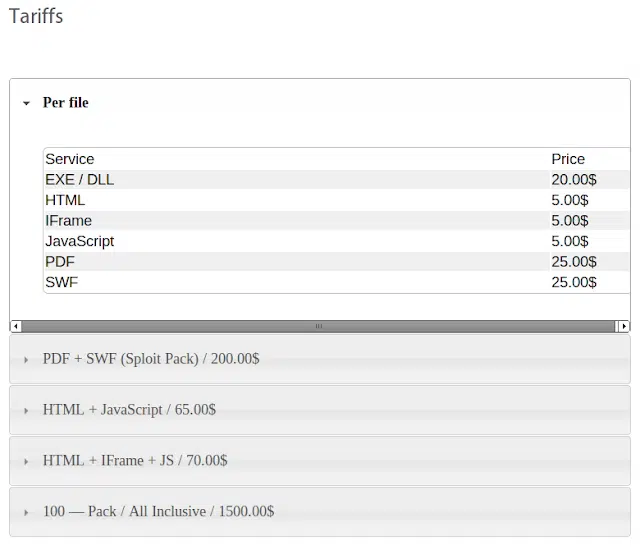 Tariffs
Per file
Service Price
EXE / DLL 20.00$
HTML 5.00$
IFrame 5.00$
JavaScript 5.00$
PDF 25.00$
SWF 25.00$
PDF + SWF (Sploit Pack) / 200.00$
HTML + JavaScript / 65.00$
HTML + IFrame + JS / 70.00$
100 — Pack / All Inclusive / 1500.00$